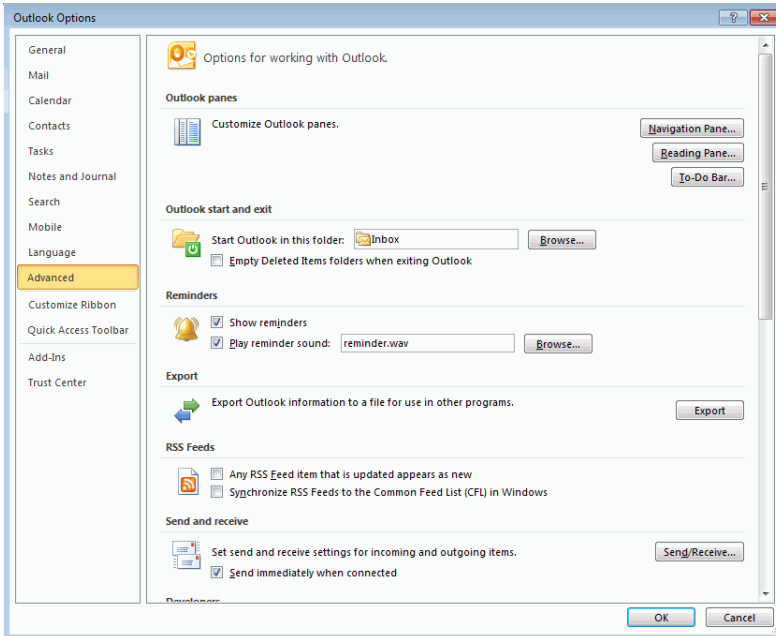 Outlook Options
General
Mail
Calendar
Contacts
Tasks
Notes and Journal
Search
Mobile
Language
Advanced
Customize Ribbon
Quick Access Toolbar
Add-Ins
Trust Center
Options for working with Outlook.
Outlook panes
Customize Outlook panes.
Navigation Pane...
Reading Pane...
To-Do Bar...
Outlook start and exit
Start Outlook in this folder: Inbox Browse...
Empty Deleted Items folders when exiting Outlook
Reminders
Show reminders
Play reminder sound: reminder.wav Browse...
Export
Export Outlook information to a file for use in other programs.
Export
RSS Feeds
Any RSS Feed item that is updated appears as new
Synchronize RSS Feeds to the Common Feed List (CFL) in Windows
Send and receive
Set send and receive settings for incoming and outgoing items.
Send/Receive...
Send immediately when connected
Developers
OK Cancel